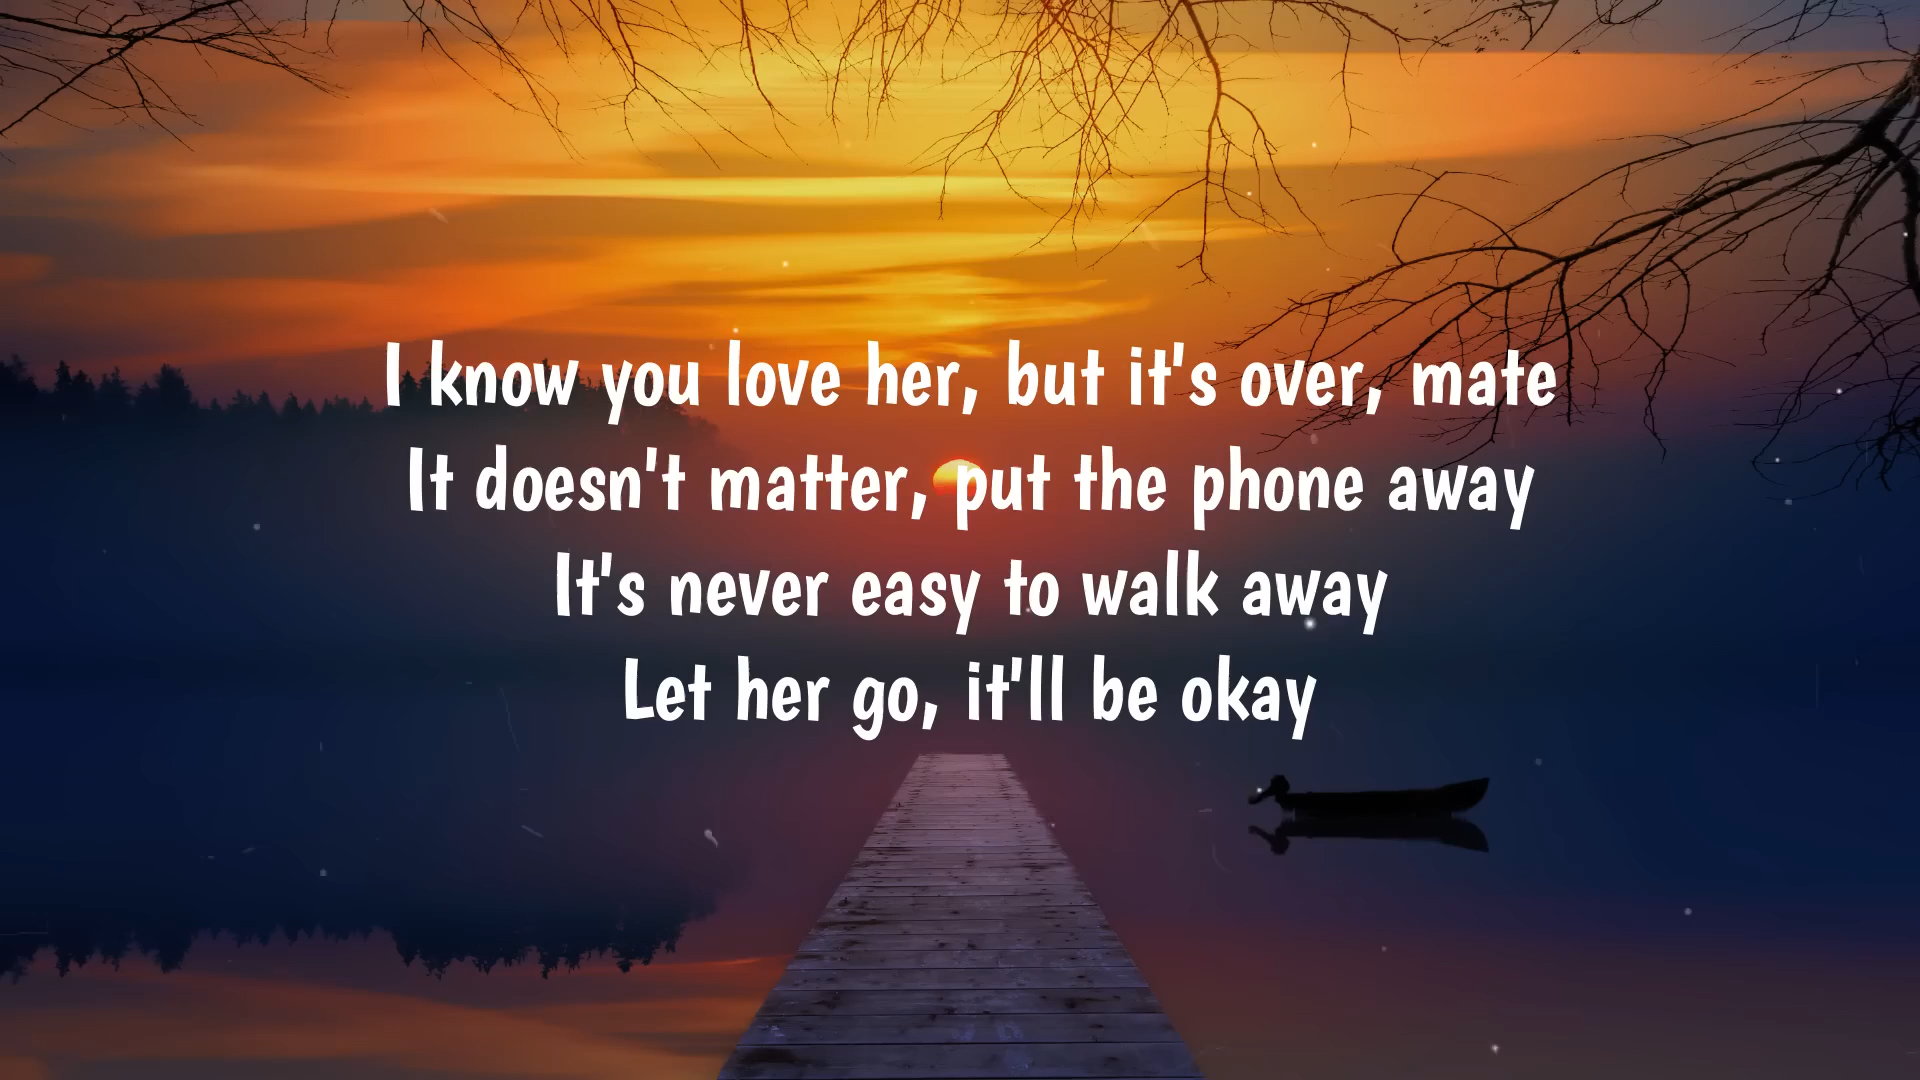 I know you love her, but it's over, mate
It doesn't matter, put the phone away
It's never easy to walk away
Let her go, it'll be okay